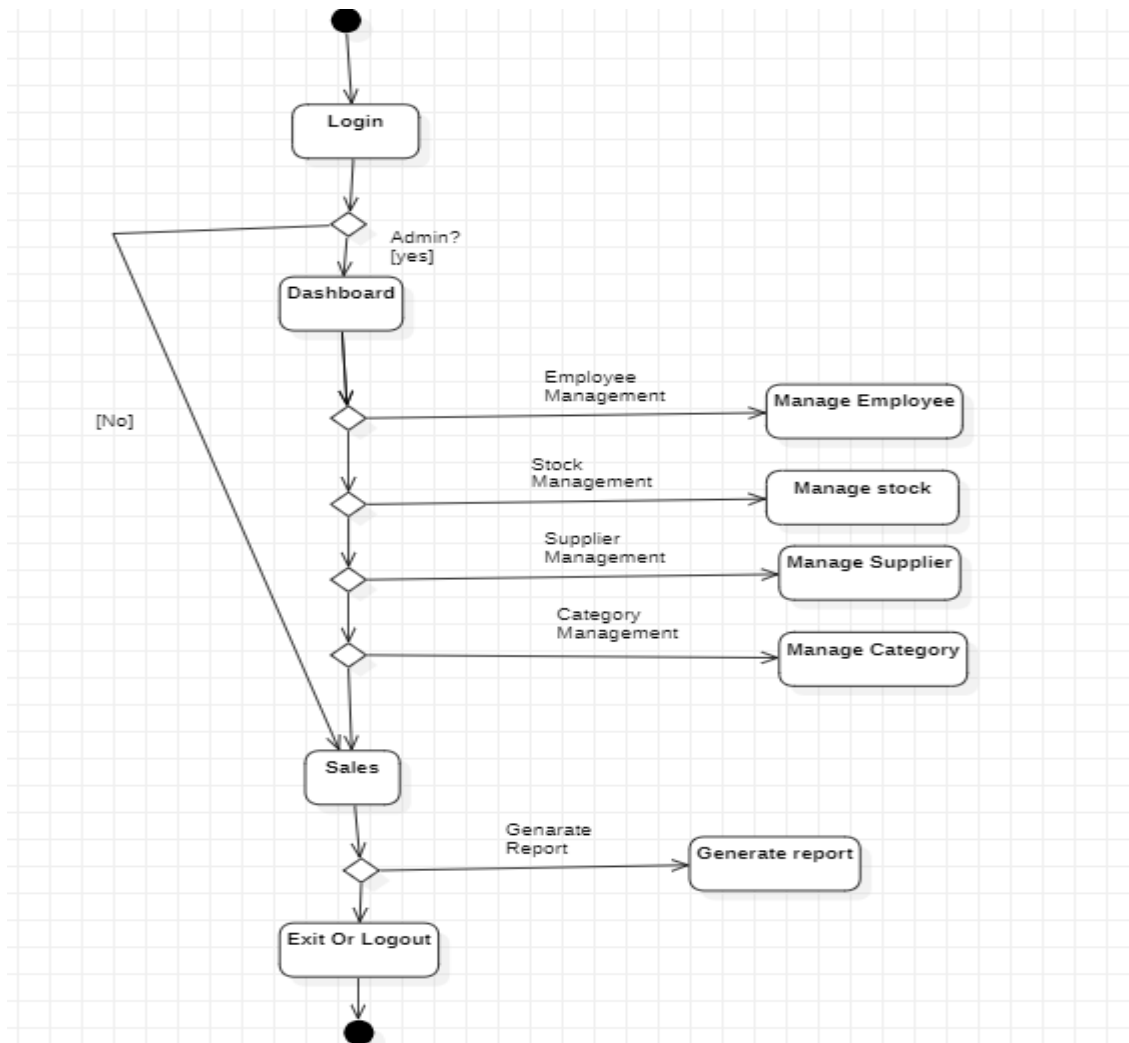 Login
Admin?
[yes]
Dashboard
Employee
Management
Manage Employee
[No]
Stock
Management
Manage stock
Supplier
Management
Manage Supplier
Category
Management
Manage Category
Sales
Genarate
Report
Generate report
Exit Or Logout